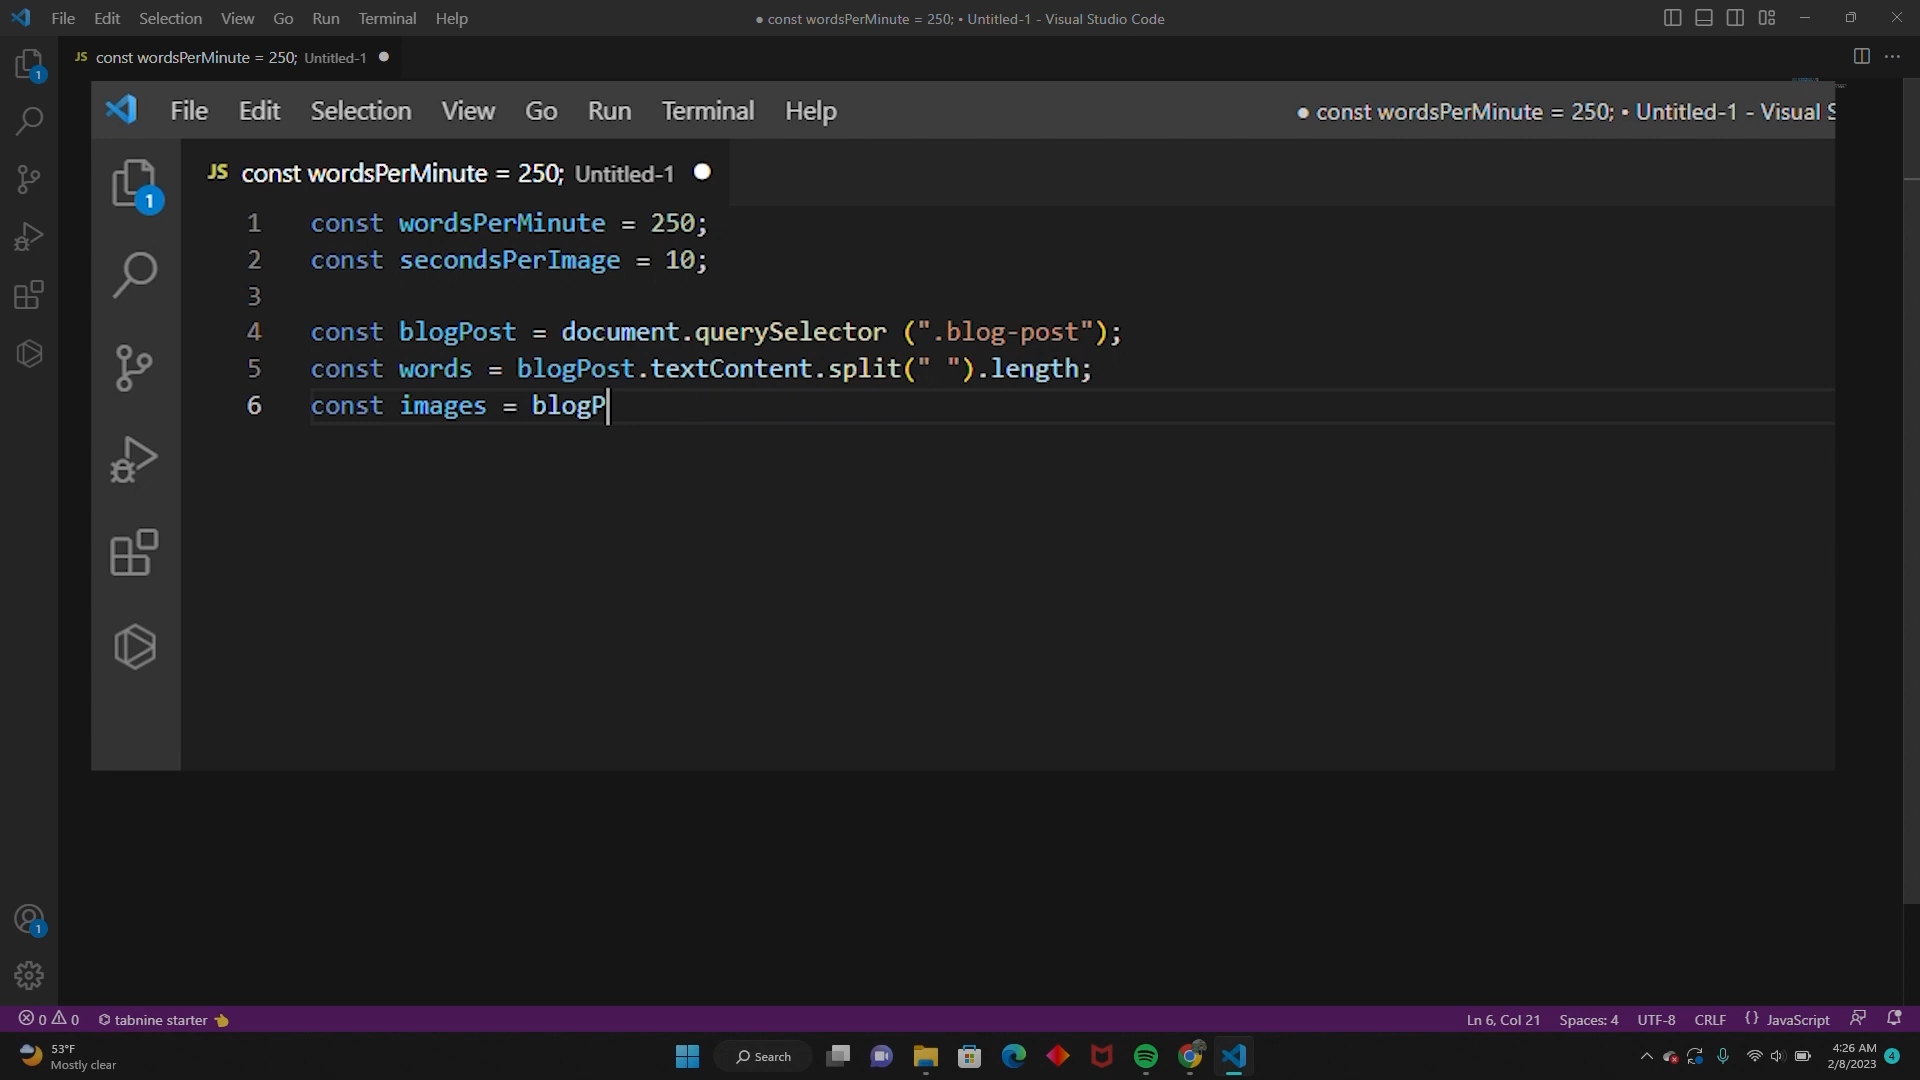 File Edit Selection View Go Run Terminal Help
● const wordsPerMinute = 250; • Untitled-1 - Visual Studio Code
JS const wordsPerMinute = 250; Untitled-1 ●
1
File Edit Selection View Go Run Terminal Help
● const wordsPerMinute = 250; • Untitled-1 - Visual S
JS const wordsPerMinute = 250; Untitled-1 ●
1
1 const wordsPerMinute = 250;
2 const secondsPerImage = 10;
3
4 const blogPost = document.querySelector (".blog-post");
5 const words = blogPost.textContent.split(" ").length;
6 const images = blogP
1
0 0 tabnine starter
Ln 6, Col 21 Spaces: 4 UTF-8 CRLF {} JavaScript
53°F
Mostly clear
Search
4:26 AM
2/8/2023
4